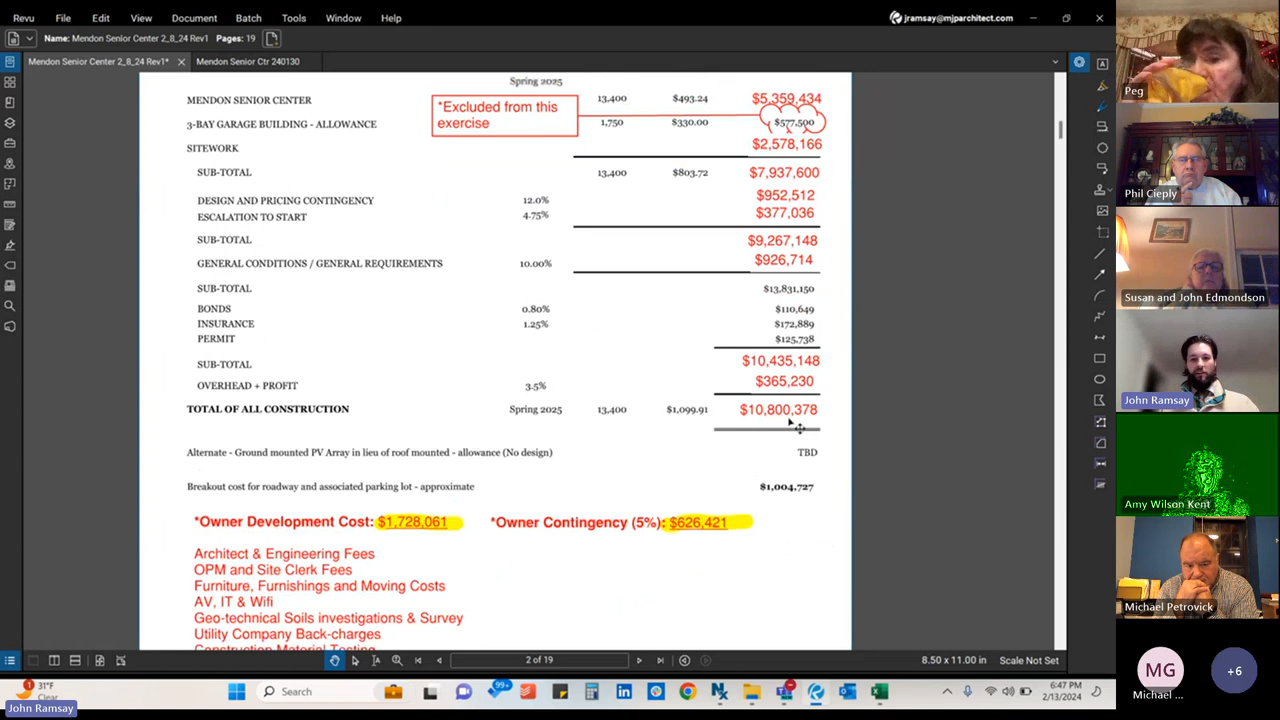 Revu File Edit View Document Batch Tools Window Help jramsay@mjparchitect.com
Name: Mendon Senior Center 2_8_24 Rev1 Pages: 19
Mendon Senior Center 2_8_24 Rev1* Mendon Senior Ctr 240130
Spring 2025
MENDON SENIOR CENTER 13,400 $493.24 $5,359,434
*Excluded from this
exercise
3-BAY GARAGE BUILDING - ALLOWANCE 1,750 $330.00 $577,500
SITEWORK $2,578,166
SUB-TOTAL 13,400 $803.72 $7,937,600
DESIGN AND PRICING CONTINGENCY 12.0% $952,512
ESCALATION TO START 4.75% $377,036
SUB-TOTAL $9,267,148
GENERAL CONDITIONS / GENERAL REQUIREMENTS 10.00% $926,714
SUB-TOTAL $13,831,150
BONDS 0.80% $110,649
INSURANCE 1.25% $172,889
PERMIT $125,738
SUB-TOTAL $10,435,148
OVERHEAD + PROFIT 3.5% $365,230
TOTAL OF ALL CONSTRUCTION Spring 2025 13,400 $1,099.91 $10,800,378
Alternate - Ground mounted PV Array in lieu of roof mounted - allowance (No design) TBD
Breakout cost for roadway and associated parking lot - approximate $1,004,727
*Owner Development Cost: $1,728,061 *Owner Contingency (5%): $626,421
Architect & Engineering Fees
OPM and Site Clerk Fees
Furniture, Furnishings and Moving Costs
AV, IT & Wifi
Geo-technical Soils investigations & Survey
Utility Company Back-charges
Construction Material Testing
2 of 19 8.50 x 11.00 in Scale Not Set
31°F
Clear
Search
99+
6:47 PM
2/13/2024
John Ramsay
Peg
Phil Cieply
Susan and John Edmondson
John Ramsay
Amy Wilson Kent
Michael Petrovick
MG
Michael ...
+6